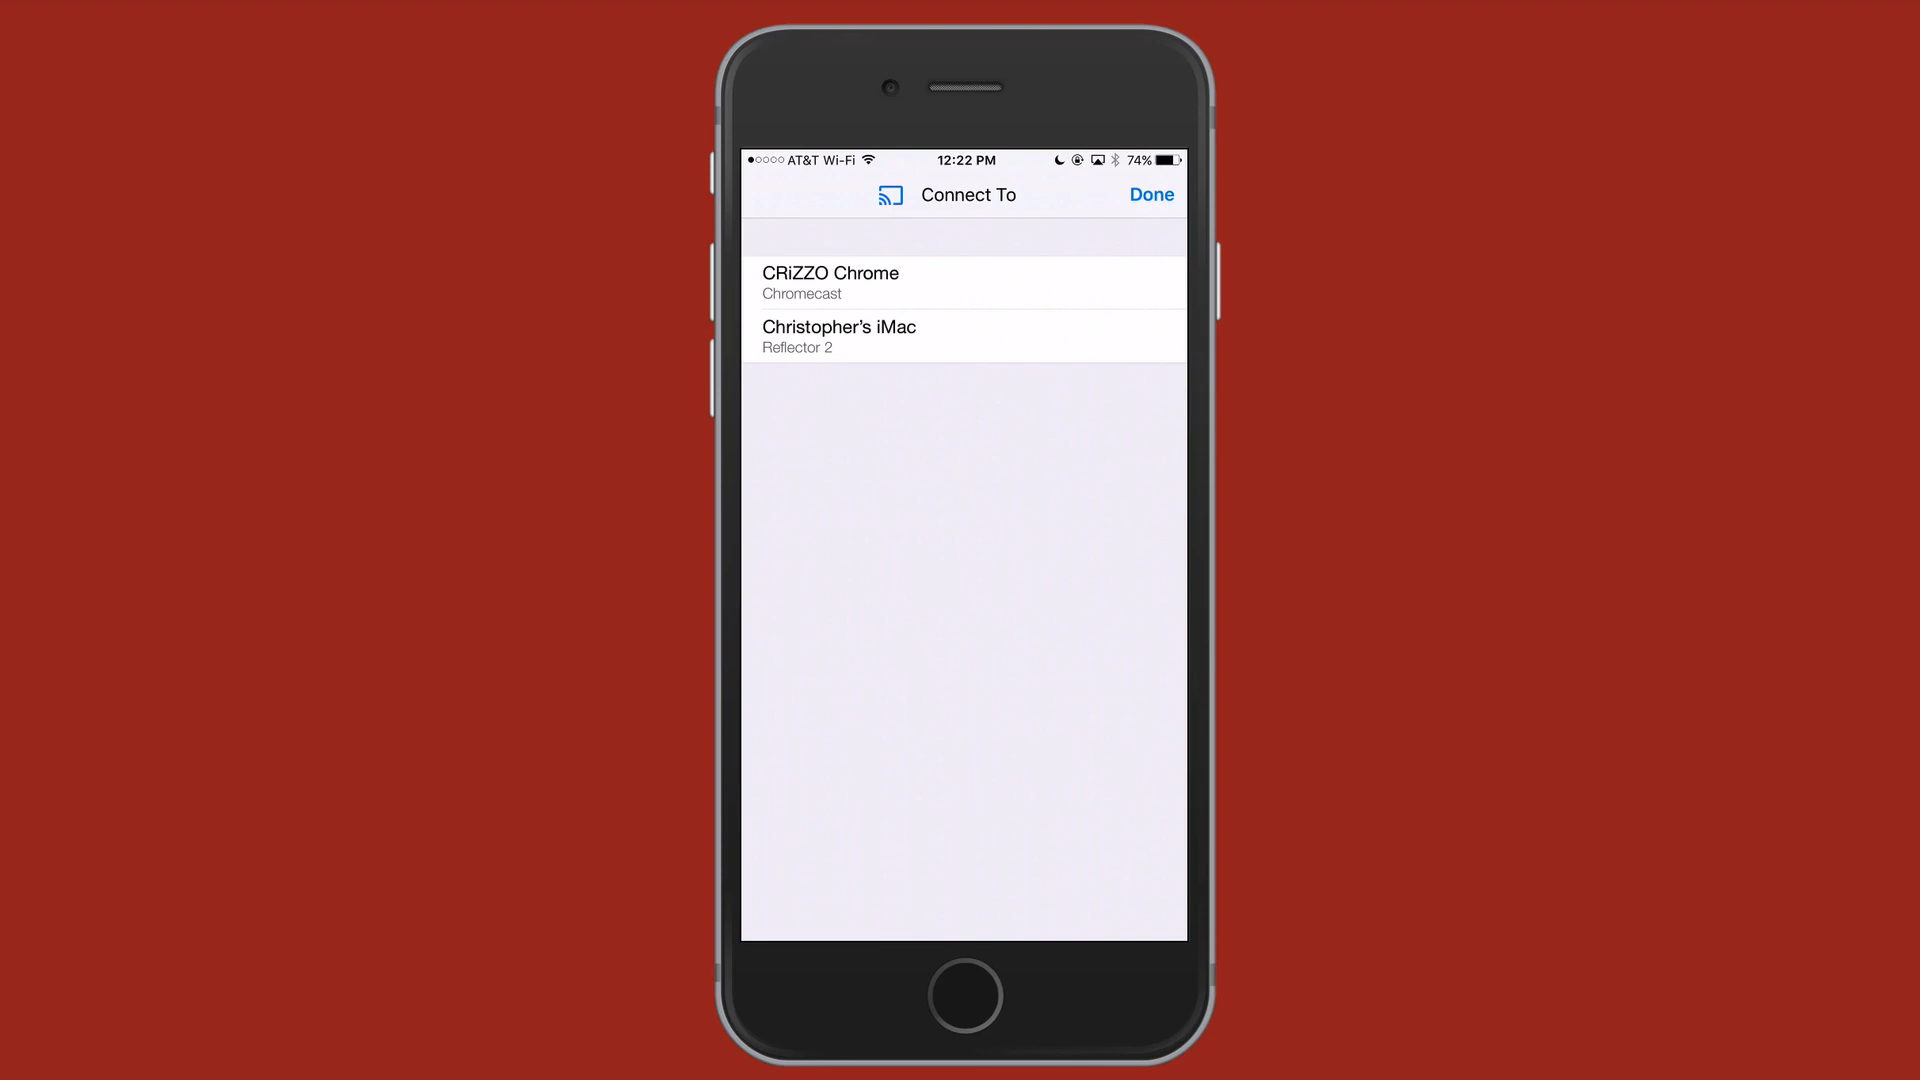 AT&T Wi-Fi 12:22 PM 74%
Connect To Done
CRiZZO Chrome
Chromecast
Christopher’s iMac
Reflector 2